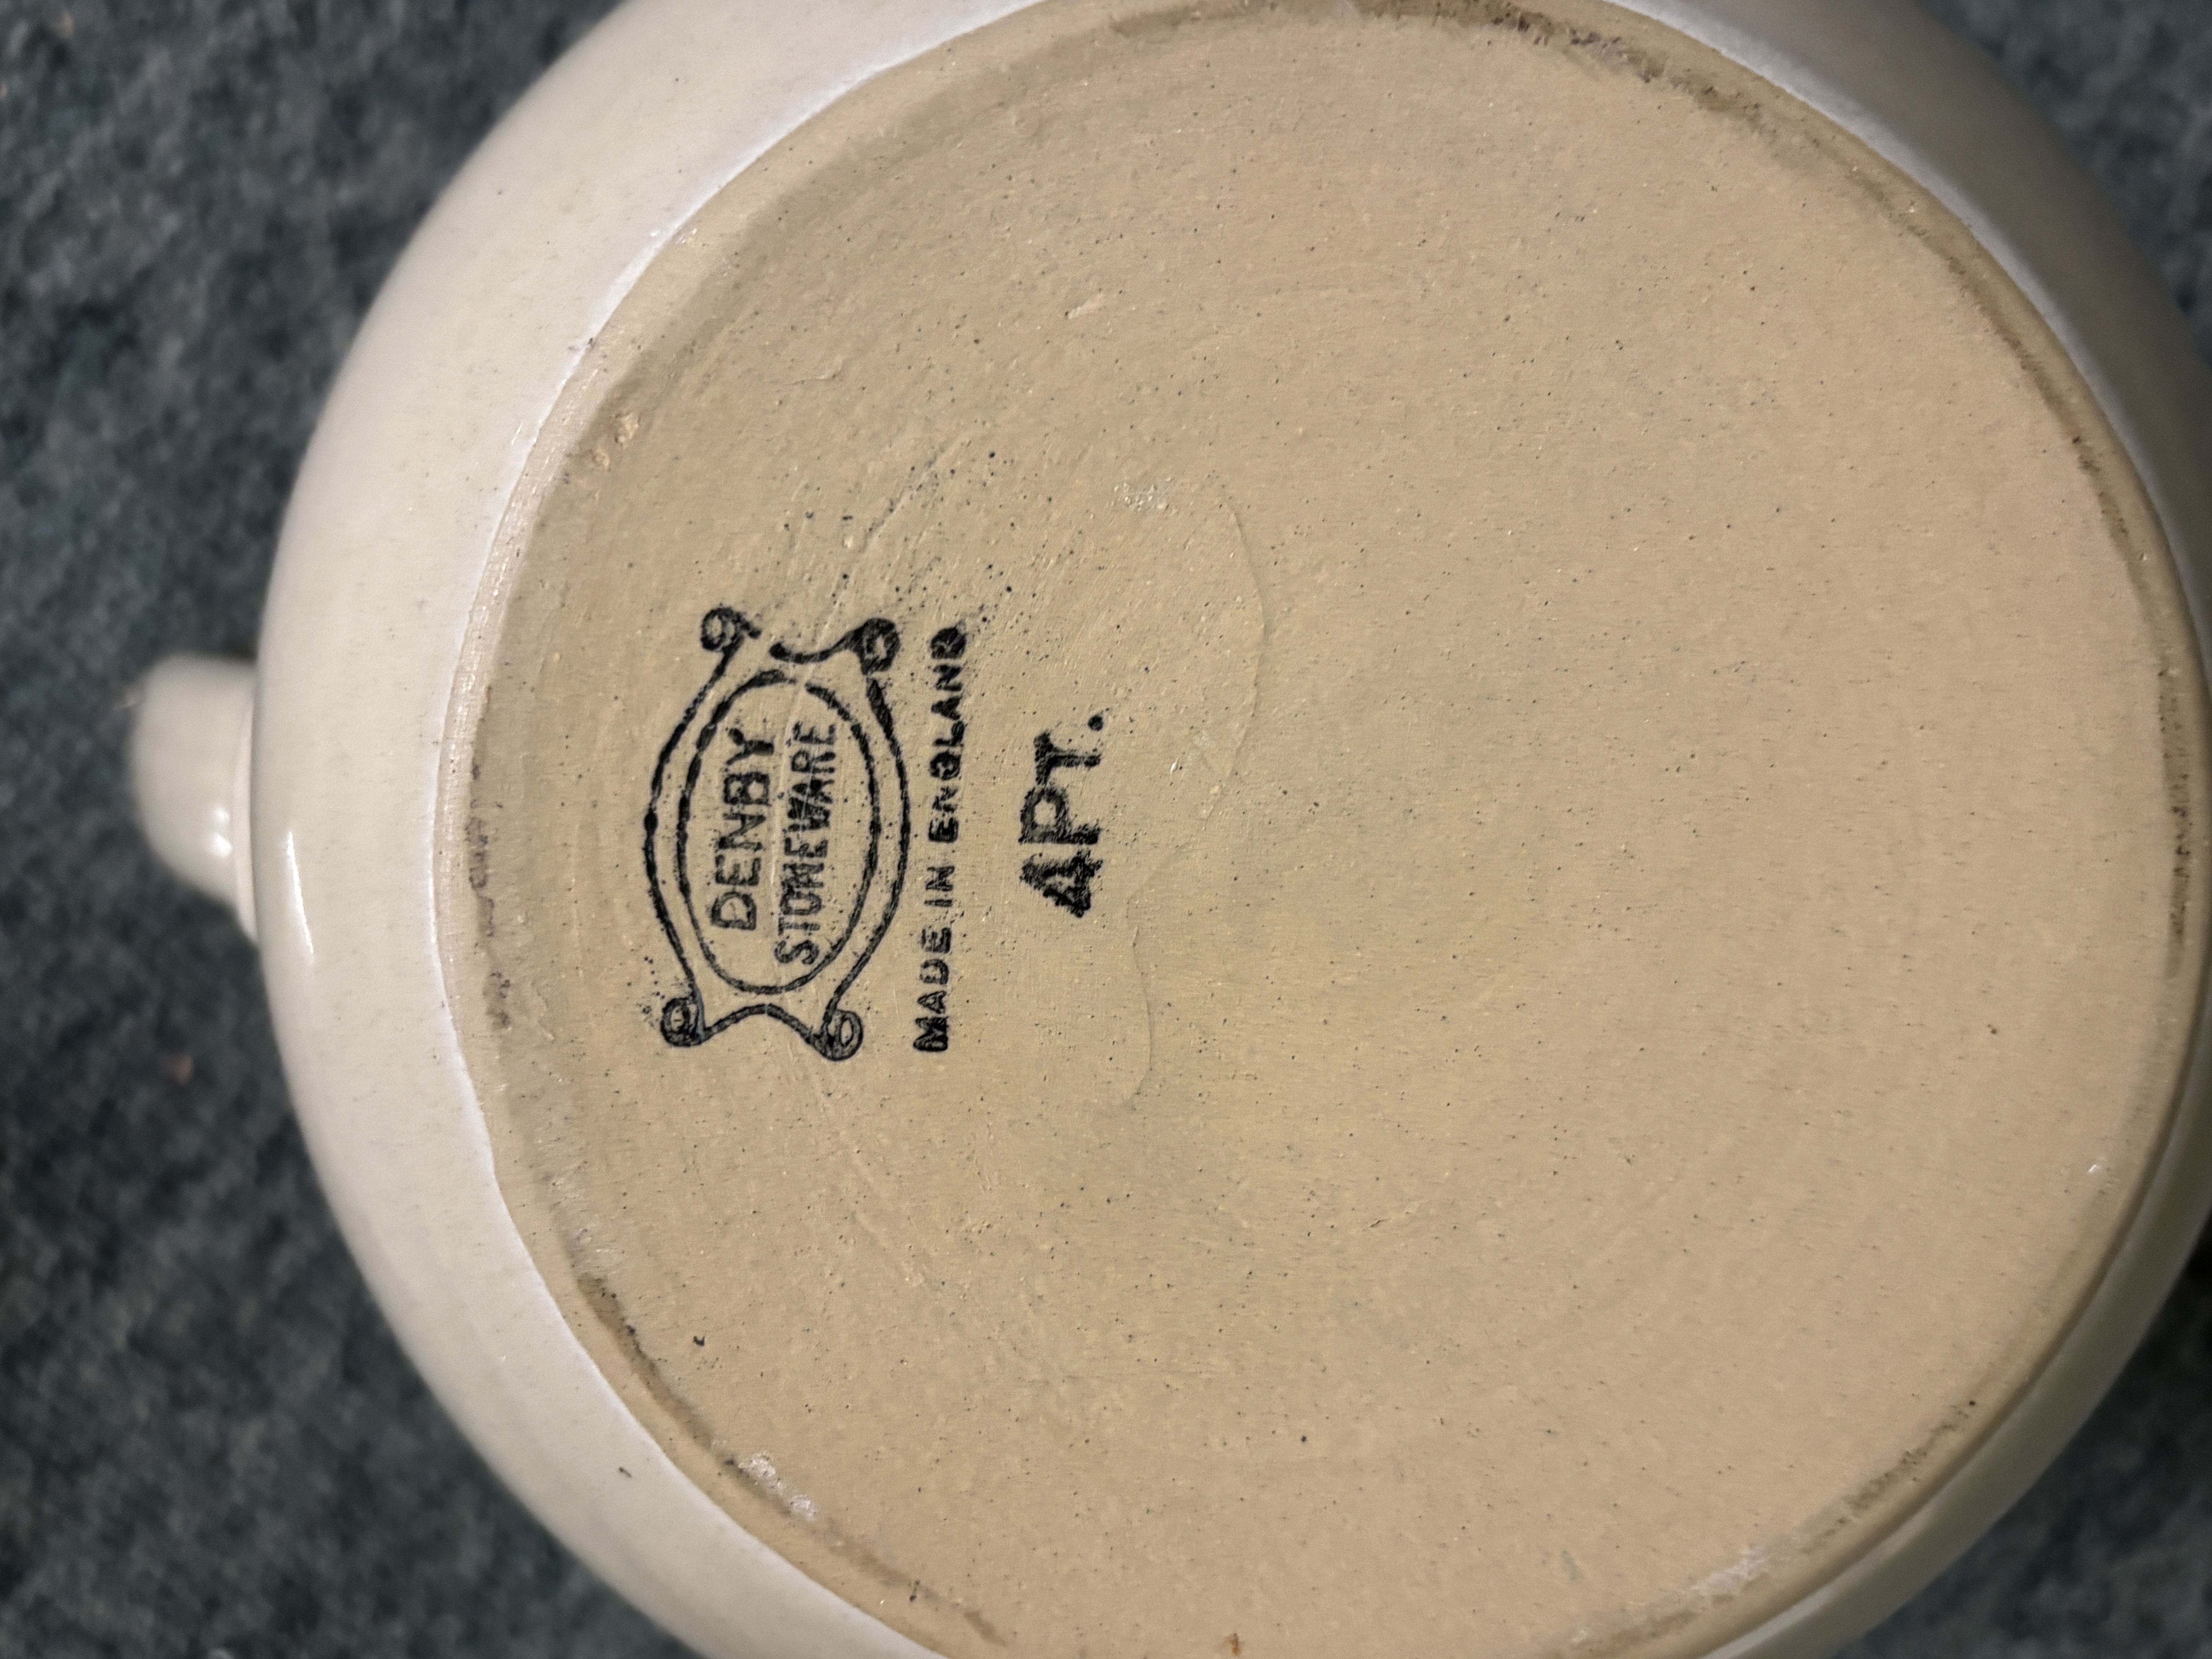 DENBY
STONEWARE
MADE IN ENGLAND
4PT.